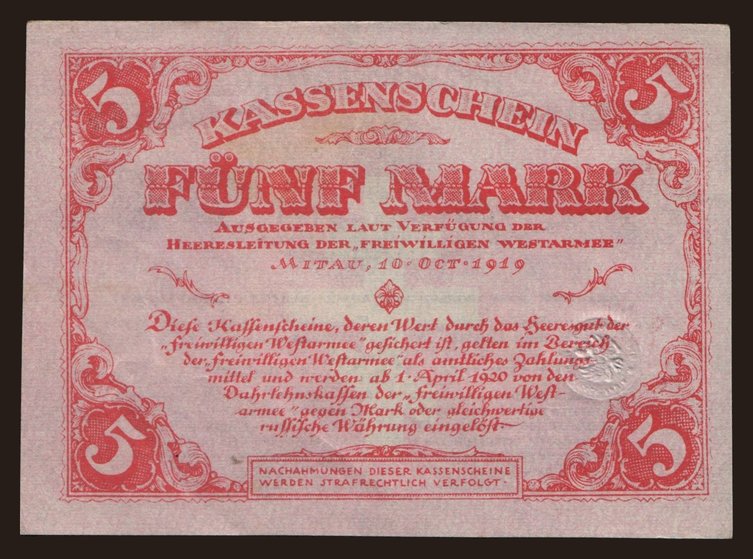 5 5
KASSENSCHEIN
FÜNF MARK
AUSGEGEBEN LAUT VERFÜGUNG DER
HEERESLEITUNG DER „FREIWILLIGEN WESTARMEE"
MITAU, 10·OCT·1919
Diese Kassenscheine, deren Wert durch das Heeresgut der
„freiwilligen Westarmee" gesichert ist, gelten im Bereich
der „freiwilligen Westarmee" als amtliches Zahlungs
mittel und werden ab 1·April 1920 von den
Darlehnskassen der „freiwilligen West-
armee" gegen Mark oder gleichwertige
russische Währung eingelöst·
5 5
NACHAHMUNGEN DIESER KASSENSCHEINE
WERDEN STRAFRECHTLICH VERFOLGT·